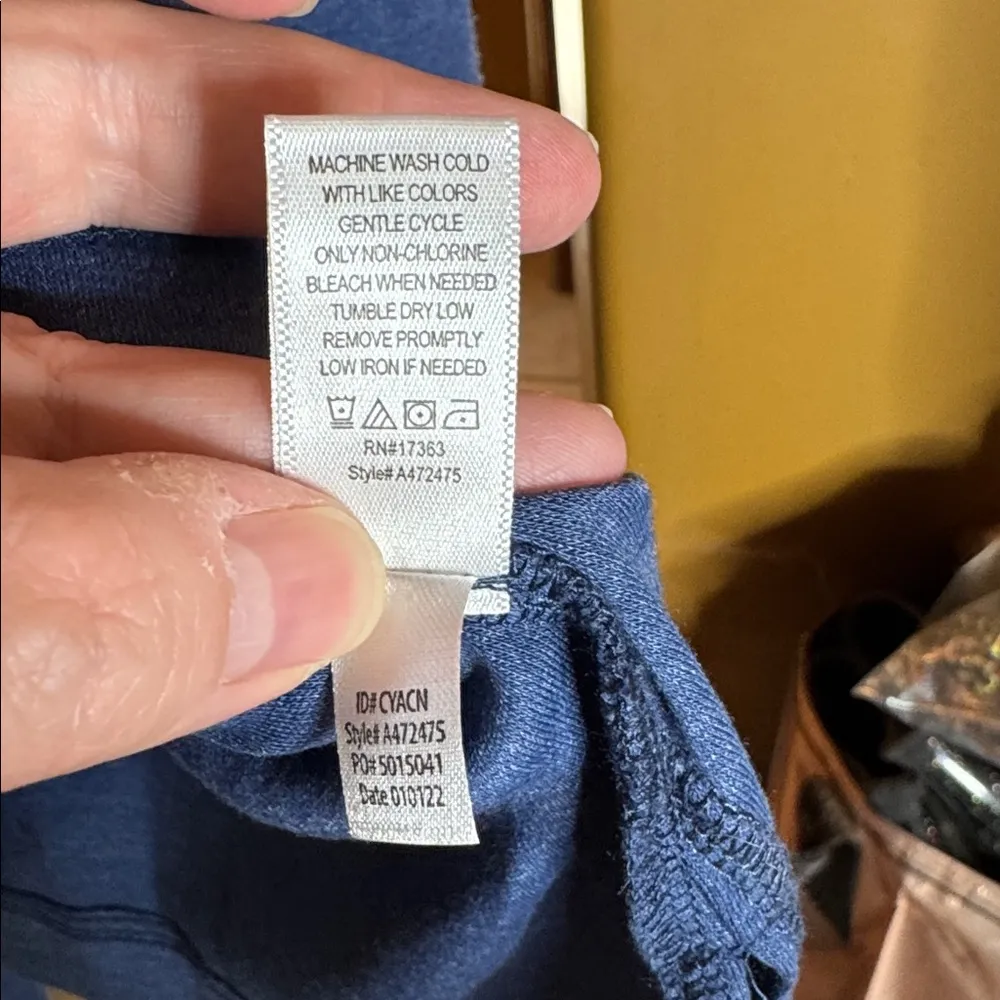 MACHINE WASH COLD
WITH LIKE COLORS
GENTLE CYCLE
ONLY NON-CHLORINE
BLEACH WHEN NEEDED
TUMBLE DRY LOW
REMOVE PROMPTLY
LOW IRON IF NEEDED
RN#17363
Style# A472475
ID# CYACN
Style# A472475
PO# 5015041
Date 010122